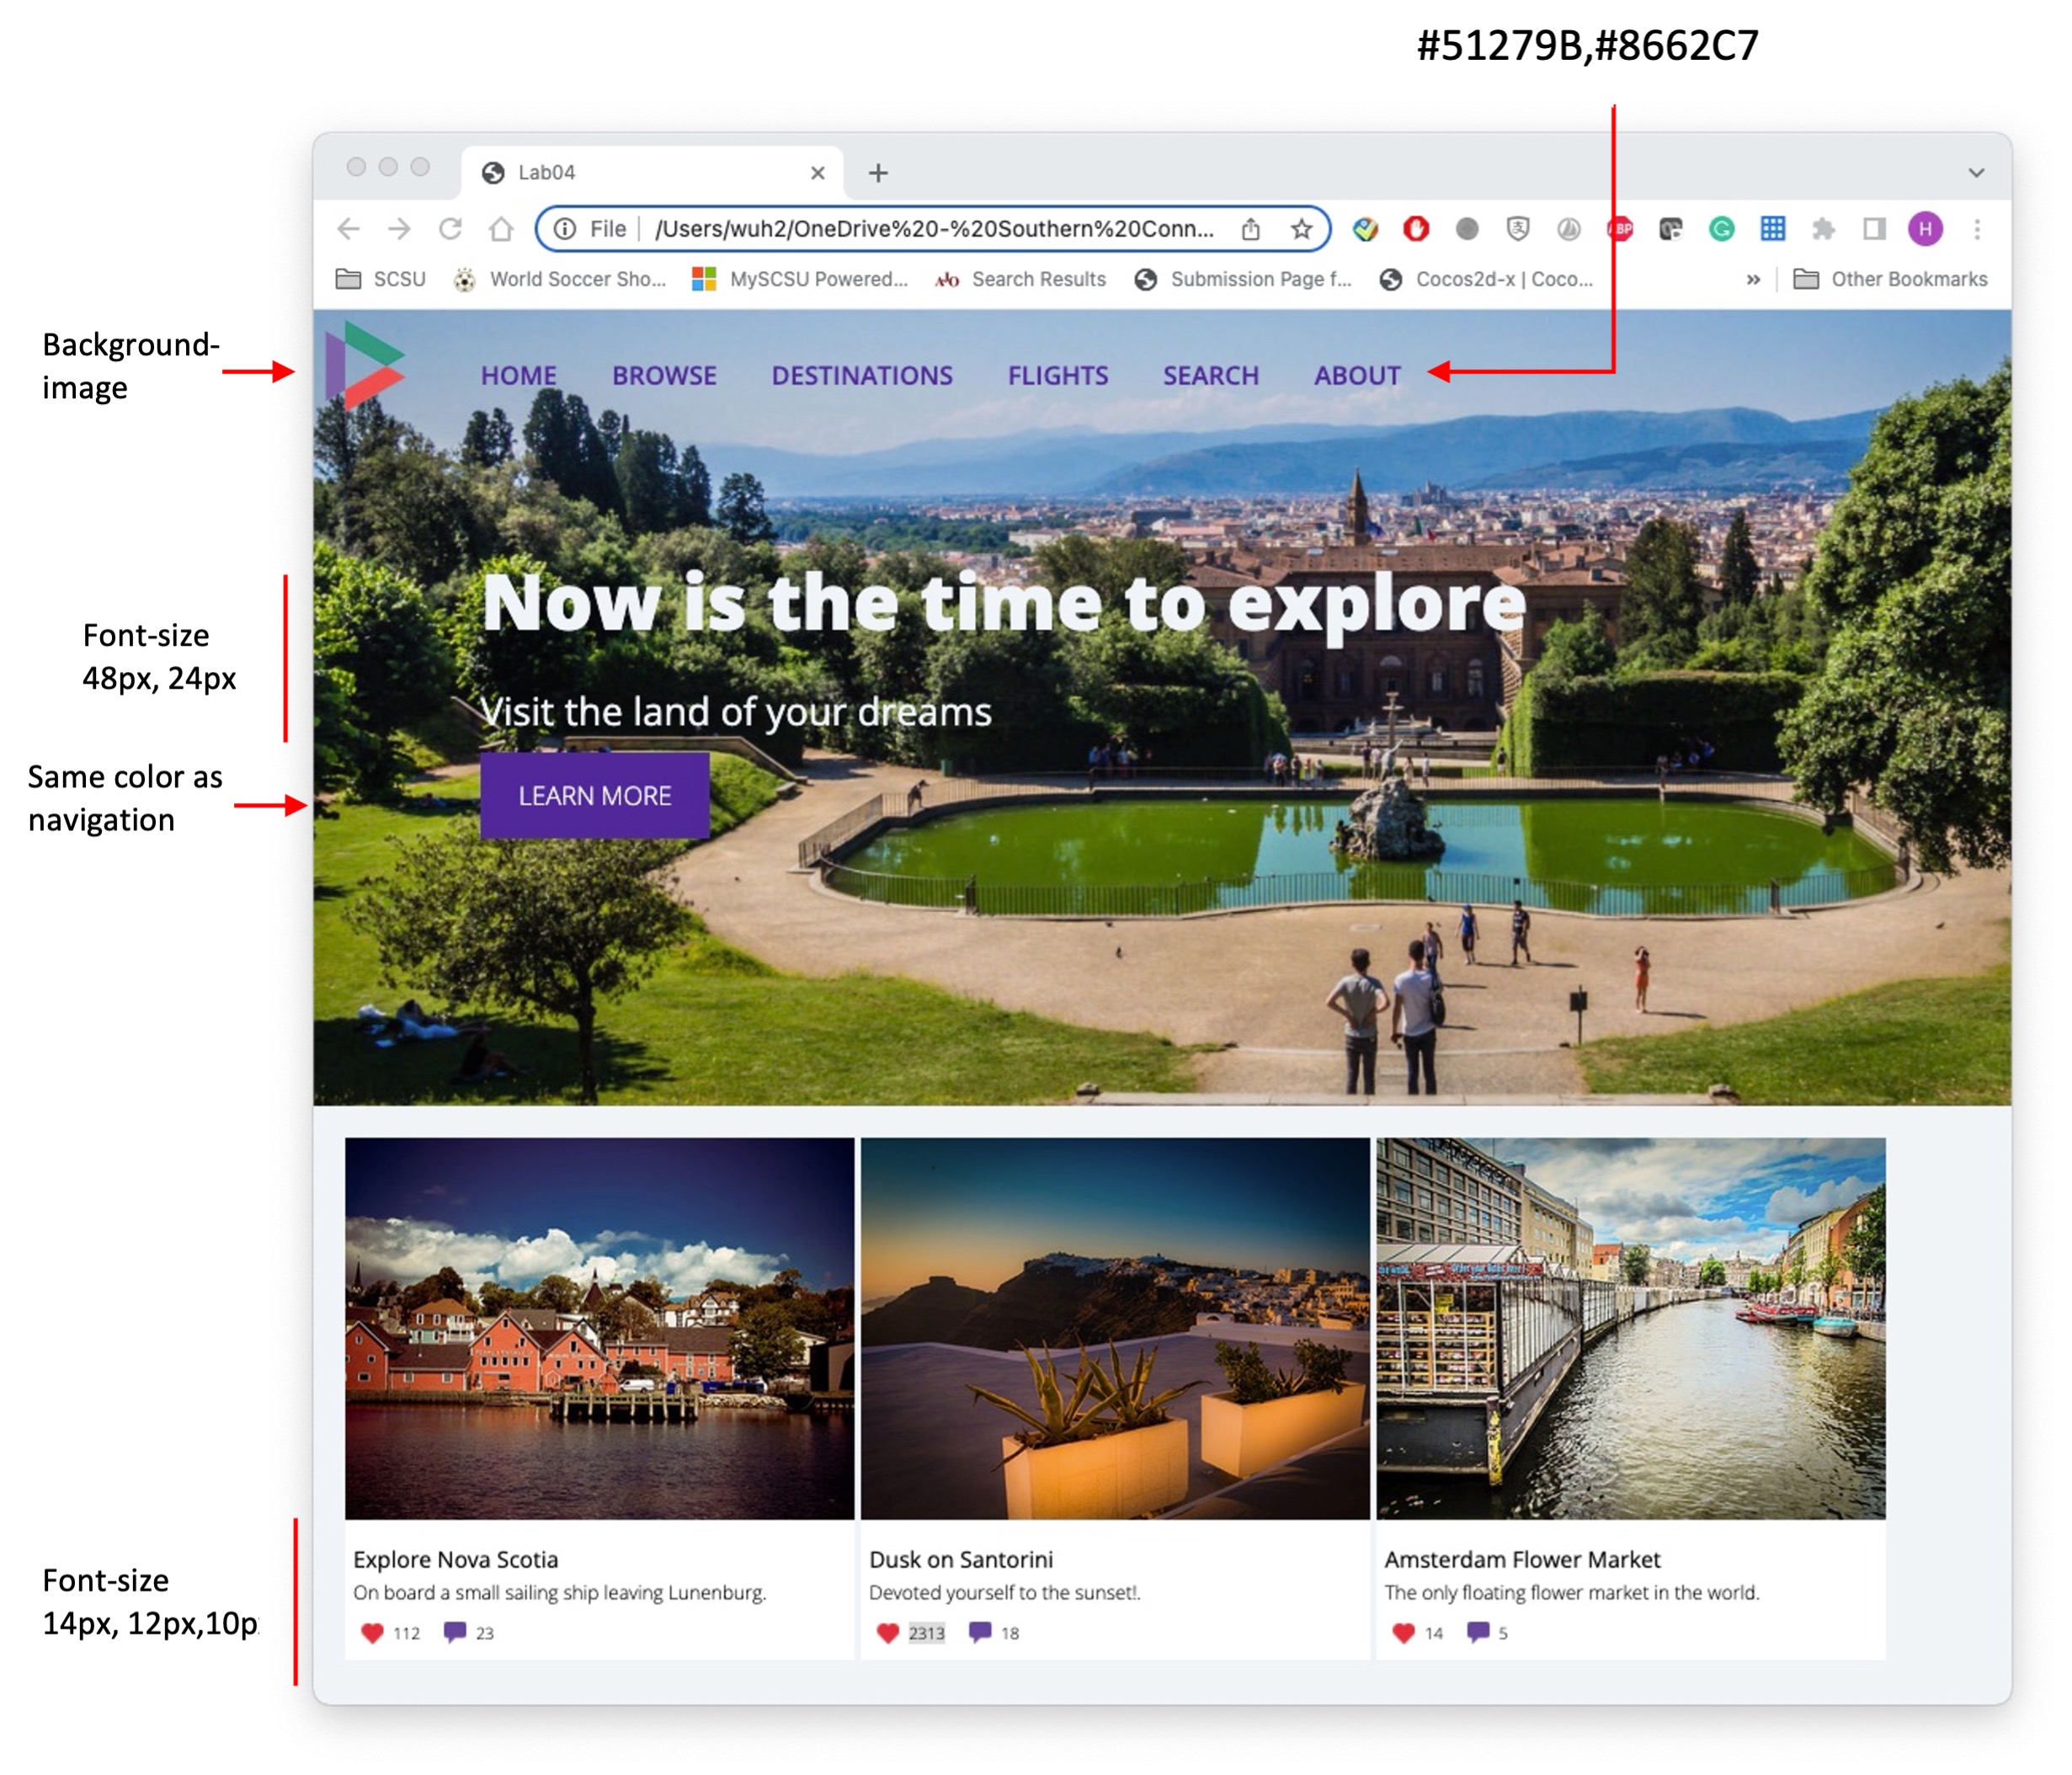 #51279B,#8662C7
Lab04
File
/Users/wuh2/OneDrive%20-%20Southern%20Conn...
ABP
H
SCSU
World Soccer Sho...
MySCSU Powered...
Search Results
Submission Page f...
Cocos2d-x | Coco...
»
Other Bookmarks
Background-
image
HOME BROWSE DESTINATIONS FLIGHTS SEARCH ABOUT
Now is the time to explore
Font-size
48px, 24px
Visit the land of your dreams
Same color as
navigation
LEARN MORE
Explore Nova Scotia
On board a small sailing ship leaving Lunenburg.
112 23
Dusk on Santorini
Devoted yourself to the sunset!.
2313 18
Amsterdam Flower Market
The only floating flower market in the world.
14 5
Font-size
14px, 12px,10p